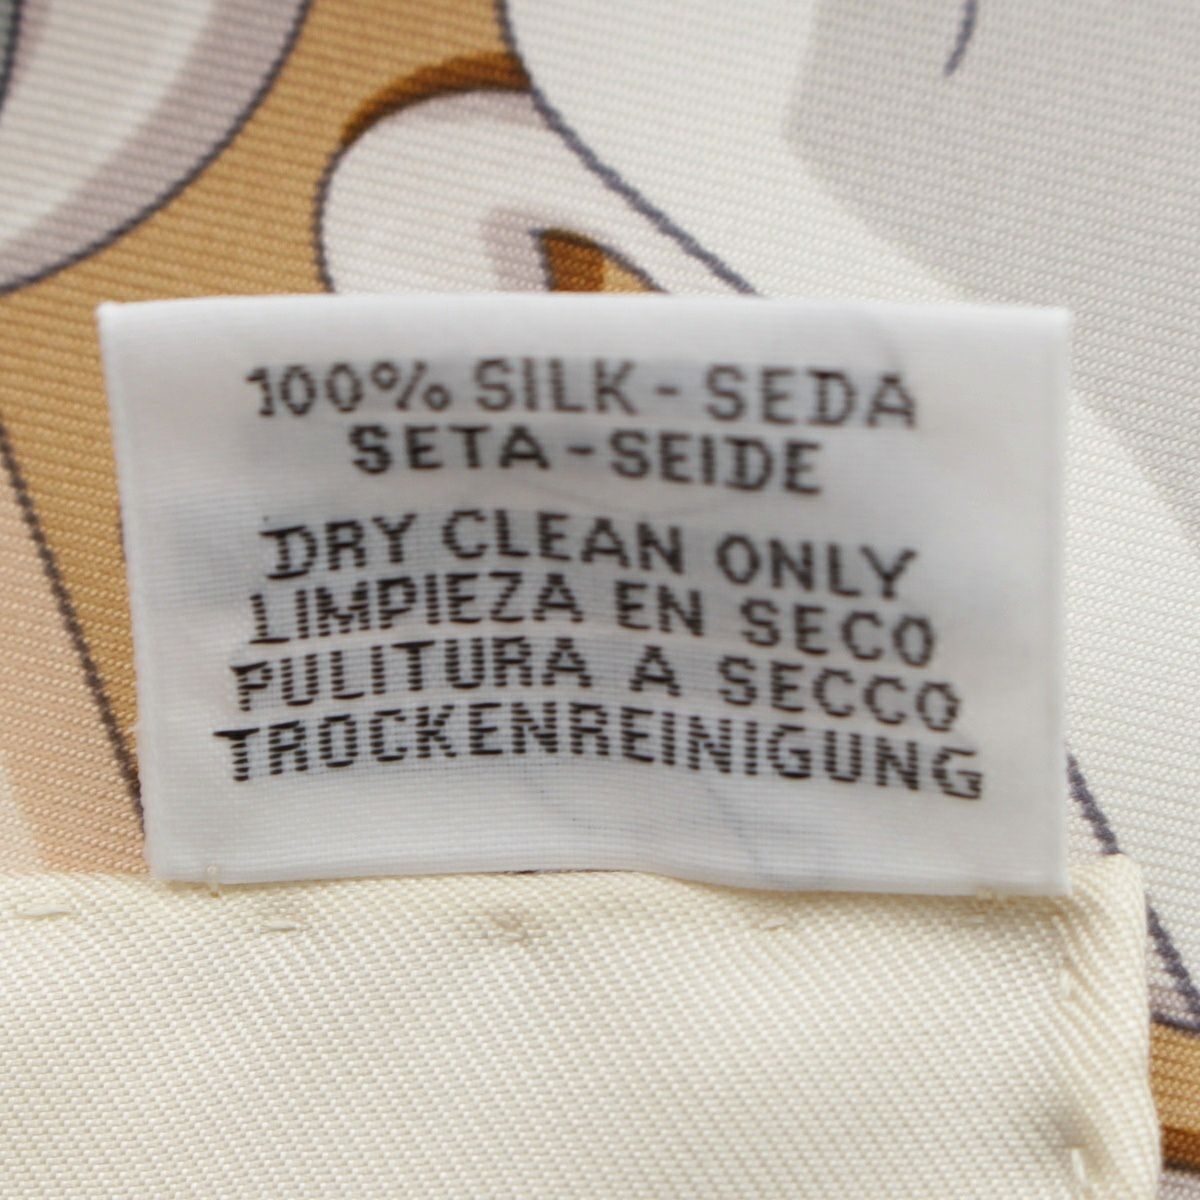 100% SILK - SEDA
SETA - SEIDE
DRY CLEAN ONLY
LIMPIEZA EN SECO
PULITURA A SECCO
TROCKENREINIGUNG